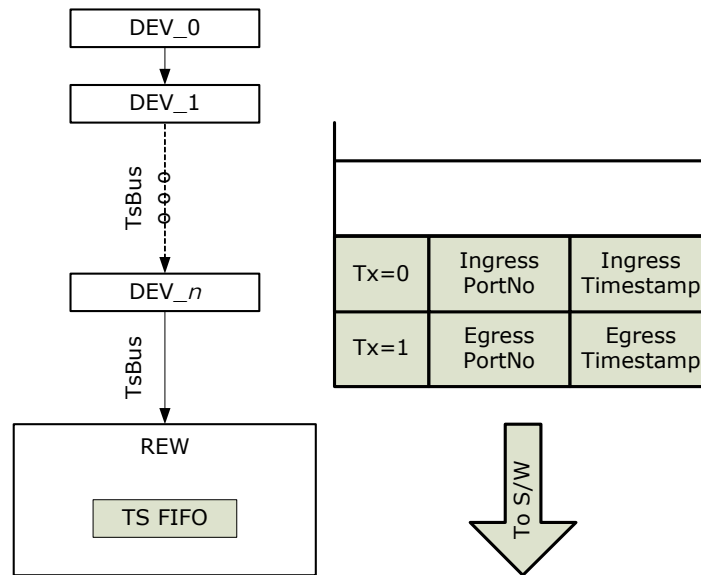 DEV_0
DEV_1
TsBus
DEV_n
TsBus
REW
TS FIFO
Tx=0
Ingress
PortNo
Ingress
Timestamp
Tx=1
Egress
PortNo
Egress
Timestamp
To S/W